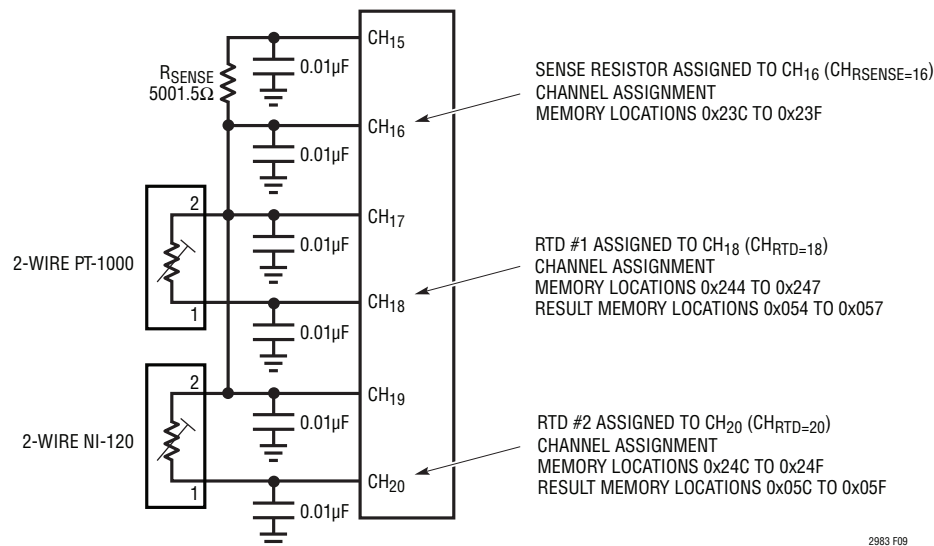 CH15
0.01µF
RSENSE
5001.5Ω
CH16
0.01µF
SENSE RESISTOR ASSIGNED TO CH16 (CHRSENSE=16)
CHANNEL ASSIGNMENT
MEMORY LOCATIONS 0x23C TO 0x23F
2-WIRE PT-1000
2
1
CH17
0.01µF
CH18
0.01µF
RTD #1 ASSIGNED TO CH18 (CHRTD=18)
CHANNEL ASSIGNMENT
MEMORY LOCATIONS 0x244 TO 0x247
RESULT MEMORY LOCATIONS 0x054 TO 0x057
2-WIRE NI-120
2
1
CH19
0.01µF
CH20
0.01µF
RTD #2 ASSIGNED TO CH20 (CHRTD=20)
CHANNEL ASSIGNMENT
MEMORY LOCATIONS 0x24C TO 0x24F
RESULT MEMORY LOCATIONS 0x05C TO 0x05F
2983 F09